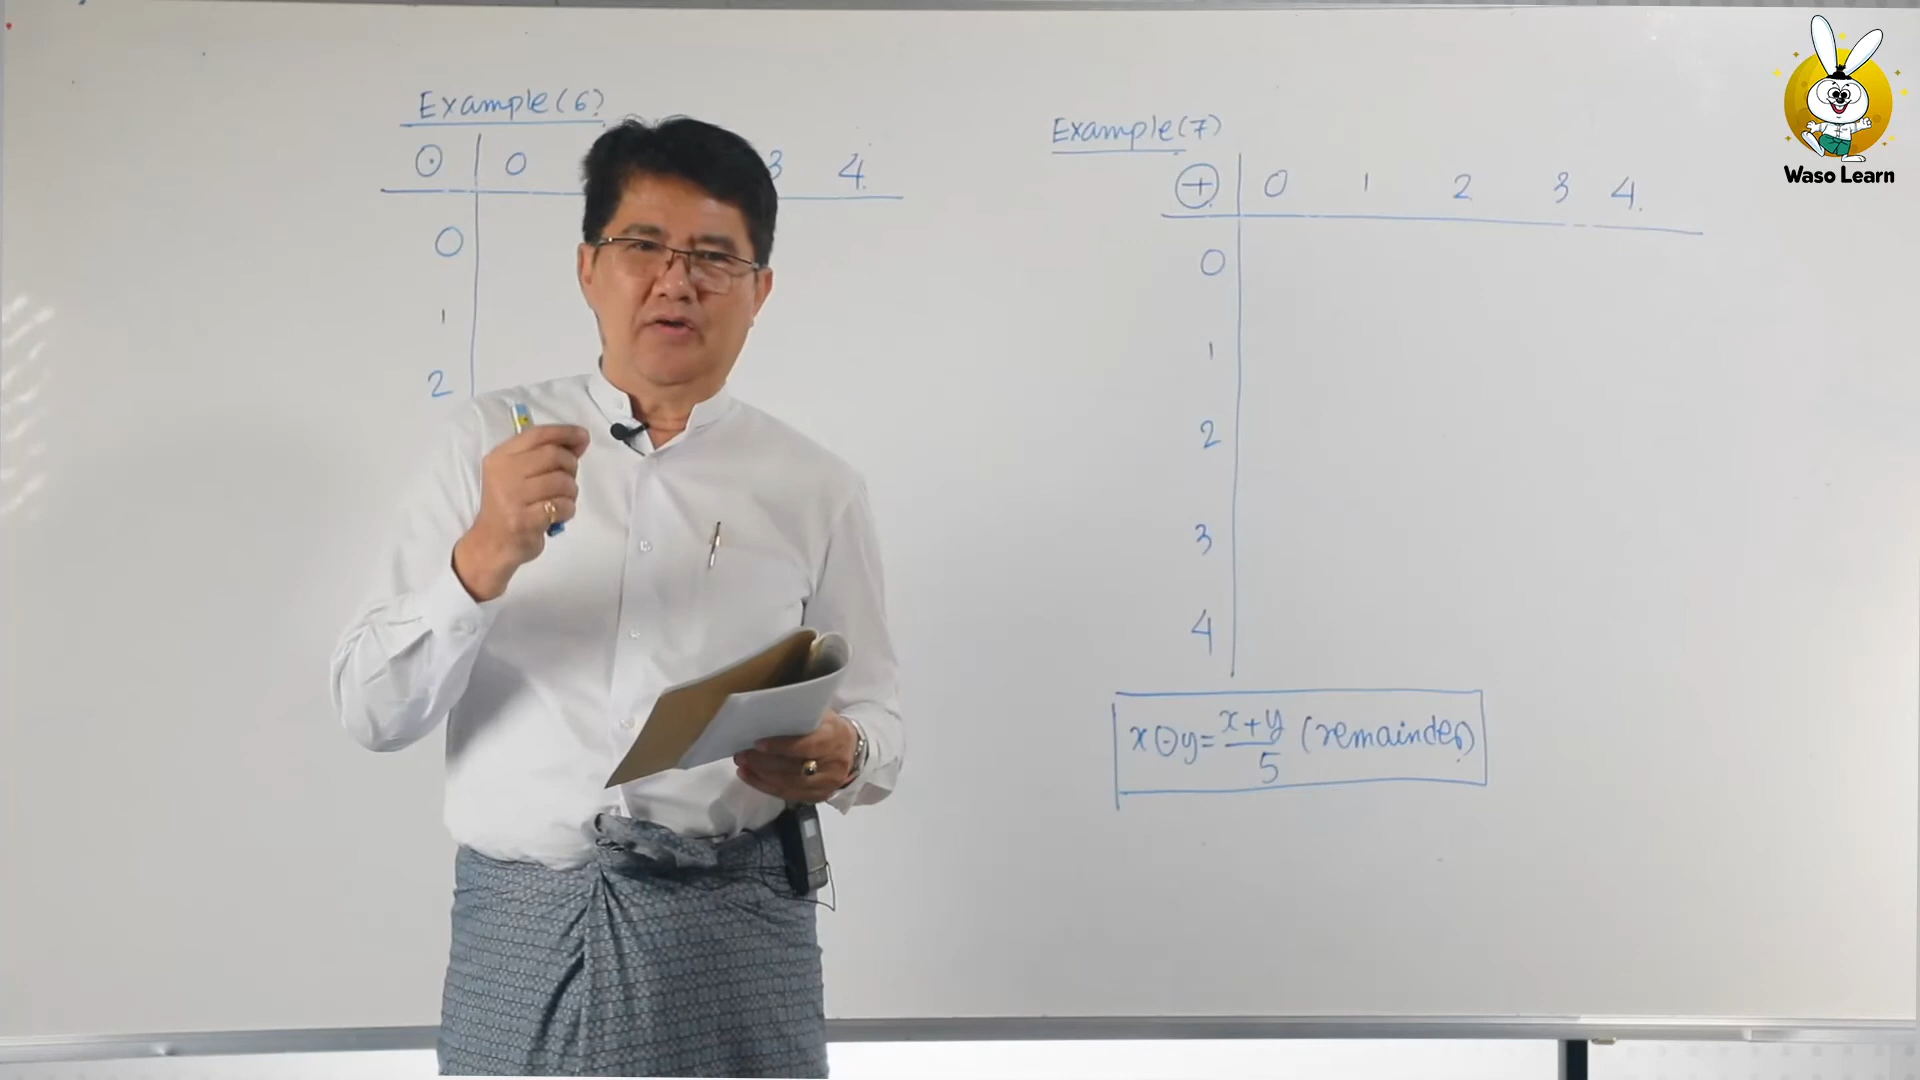 Example(6)
⊙ 0 3 4
0
1
2
Example(7)
⊕ 0 1 2 3 4
0
1
2
3
4
x⊙y = x+y/5 (remainder)
Waso Learn